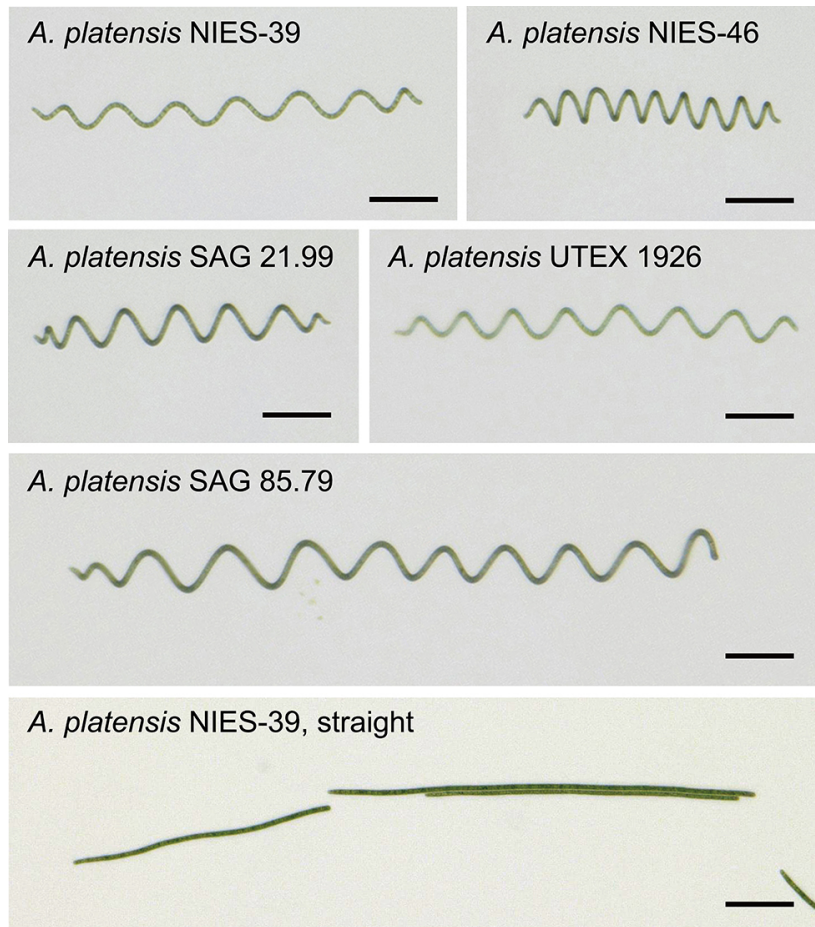 A. platensis NIES-39
A. platensis NIES-46
A. platensis SAG 21.99
A. platensis UTEX 1926
A. platensis SAG 85.79
A. platensis NIES-39, straight